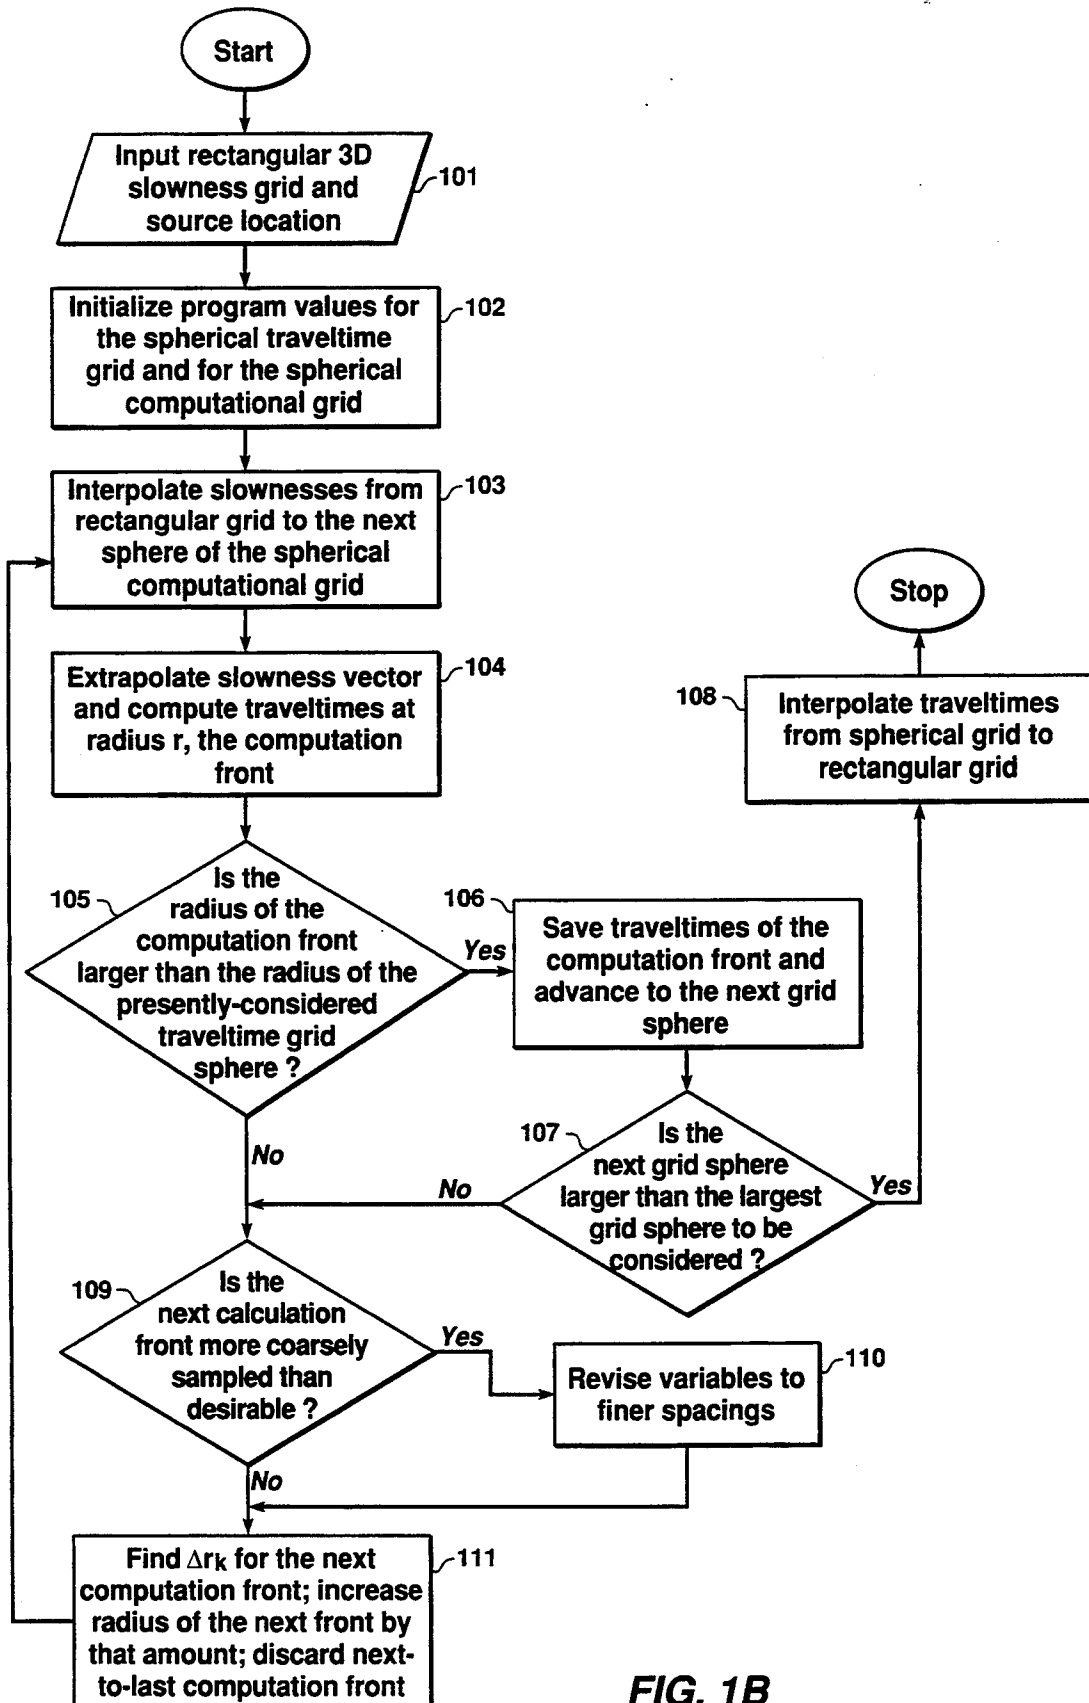 Start
Input rectangular 3D
slowness grid and
source location
101
Initialize program values for
the spherical traveltime
grid and for the spherical
computational grid
102
Interpolate slownesses from
rectangular grid to the next
sphere of the spherical
computational grid
103
Extrapolate slowness vector
and compute traveltimes at
radius r, the computation
front
104
Is the
radius of the
computation front
larger than the radius of the
presently-considered
traveltime grid
sphere ?
105
Yes
No
106
Save traveltimes of the
computation front and
advance to the next grid
sphere
107
Is the
next grid sphere
larger than the largest
grid sphere to be
considered ?
No
Yes
108
Interpolate traveltimes
from spherical grid to
rectangular grid
Stop
109
Is the
next calculation
front more coarsely
sampled than
desirable ?
Yes
No
Revise variables to
finer spacings
110
Find Δrk for the next
computation front; increase
radius of the next front by
that amount; discard next-
to-last computation front
111
FIG. 1B